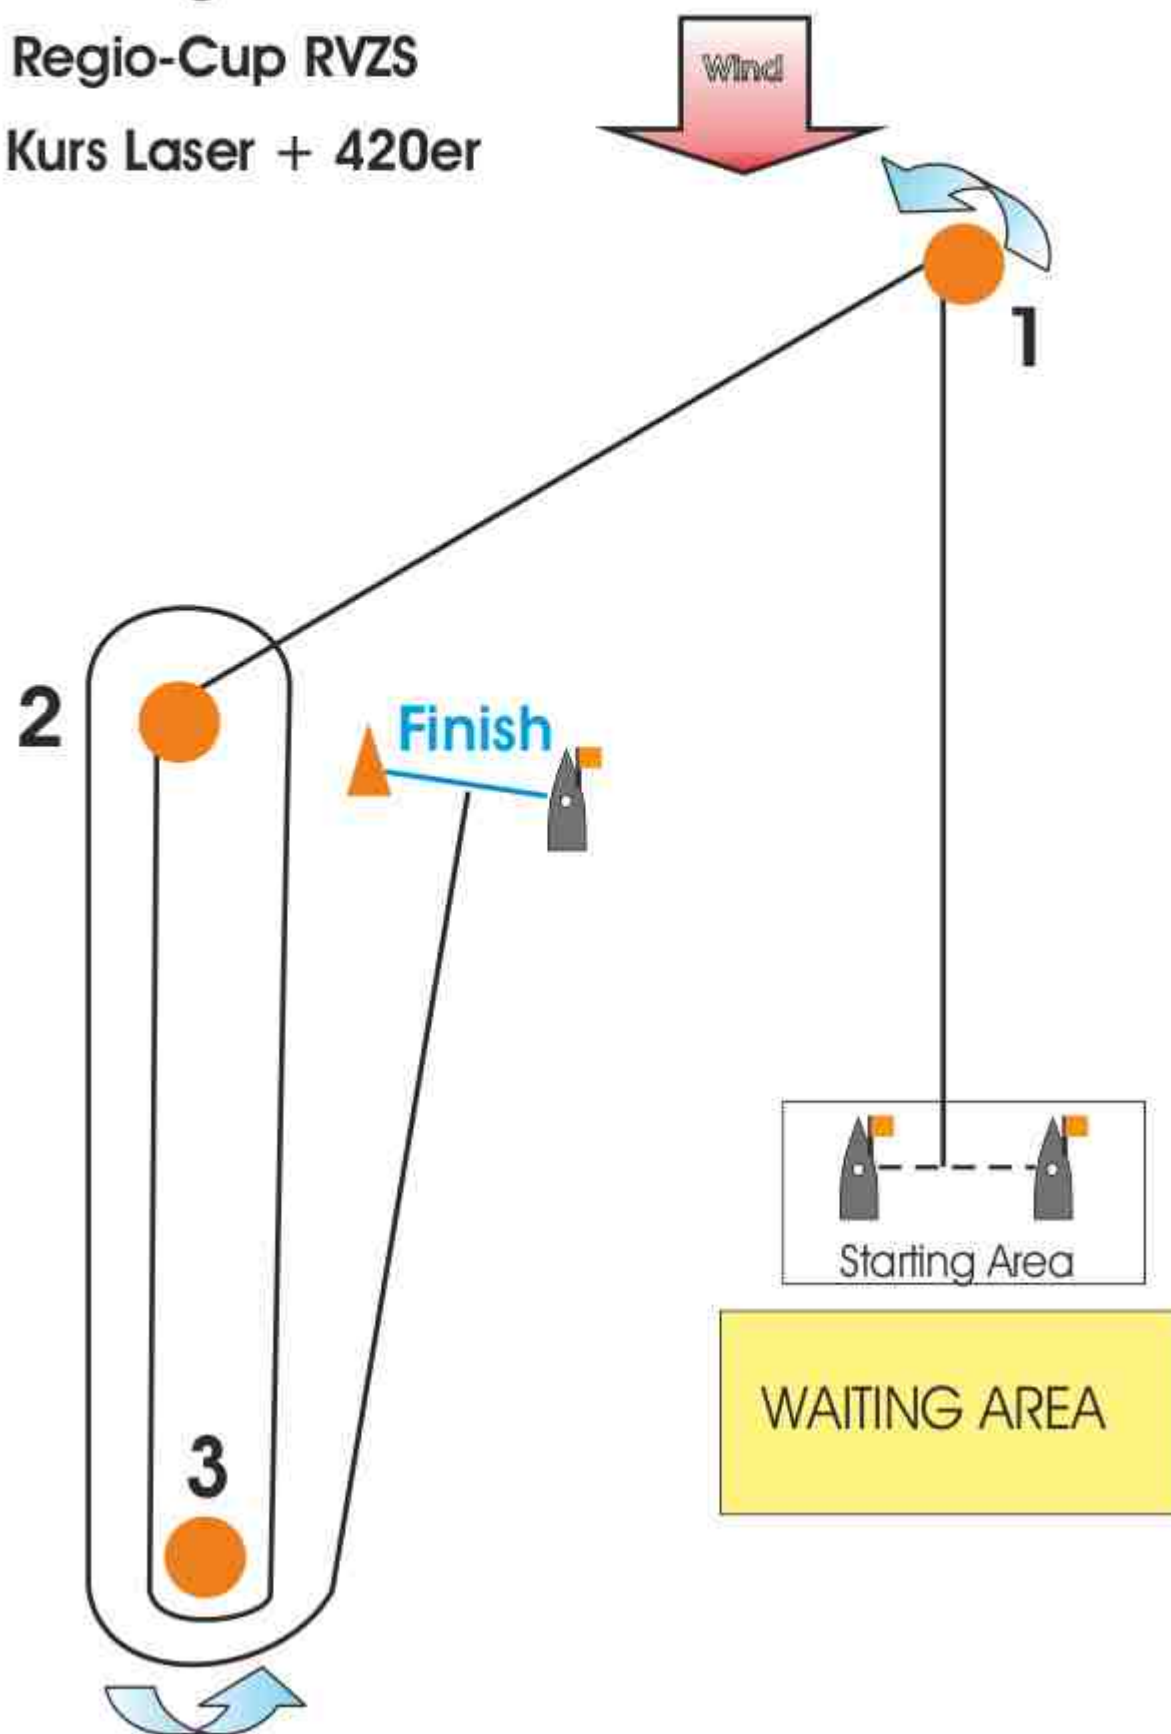 Regio-Cup RVZS
Kurs Laser + 420er
Wind
1
2
Finish
Starting Area
WAITING AREA
3